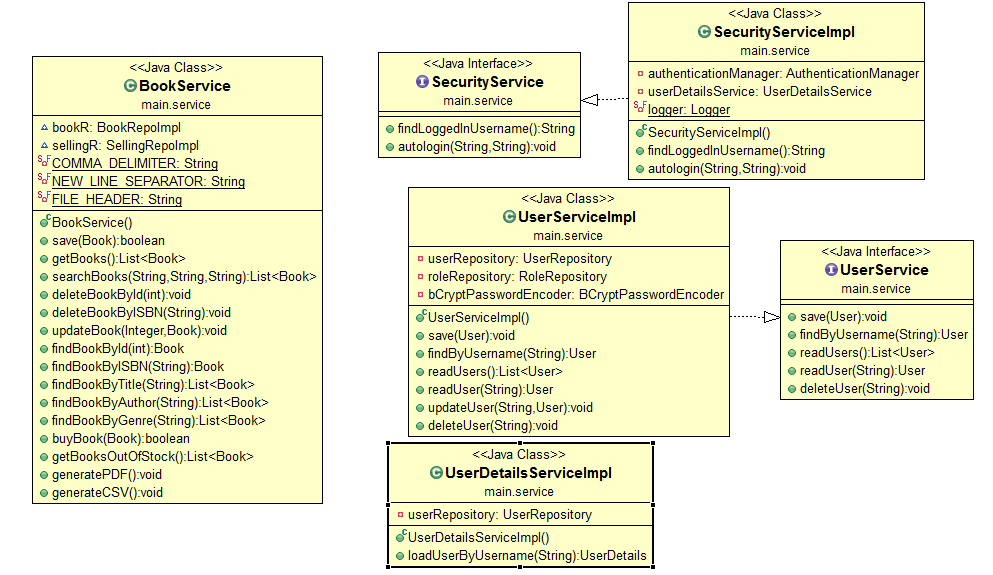 <<Java Class>>
BookService
main.service
bookR: BookRepoImpl
sellingR: SellingRepoImpl
COMMA_DELIMITER: String
NEW_LINE_SEPARATOR: String
FILE_HEADER: String
BookService()
save(Book):boolean
getBooks():List<Book>
searchBooks(String,String,String):List<Book>
deleteBookById(int):void
deleteBookByISBN(String):void
updateBook(Integer,Book):void
findBookById(int):Book
findBookByISBN(String):Book
findBookByTitle(String):List<Book>
findBookByAuthor(String):List<Book>
findBookByGenre(String):List<Book>
buyBook(Book):boolean
getBooksOutOfStock():List<Book>
generatePDF():void
generateCSV():void
<<Java Interface>>
SecurityService
main.service
findLoggedInUsername():String
autologin(String,String):void
<<Java Class>>
SecurityServiceImpl
main.service
authenticationManager: AuthenticationManager
userDetailsService: UserDetailsService
logger: Logger
SecurityServiceImpl()
findLoggedInUsername():String
autologin(String,String):void
<<Java Class>>
UserServiceImpl
main.service
userRepository: UserRepository
roleRepository: RoleRepository
bCryptPasswordEncoder: BCryptPasswordEncoder
UserServiceImpl()
save(User):void
findByUsername(String):User
readUsers():List<User>
readUser(String):User
updateUser(String,User):void
deleteUser(String):void
<<Java Interface>>
UserService
main.service
save(User):void
findByUsername(String):User
readUsers():List<User>
readUser(String):User
deleteUser(String):void
<<Java Class>>
UserDetailsServiceImpl
main.service
userRepository: UserRepository
UserDetailsServiceImpl()
loadUserByUsername(String):UserDetails